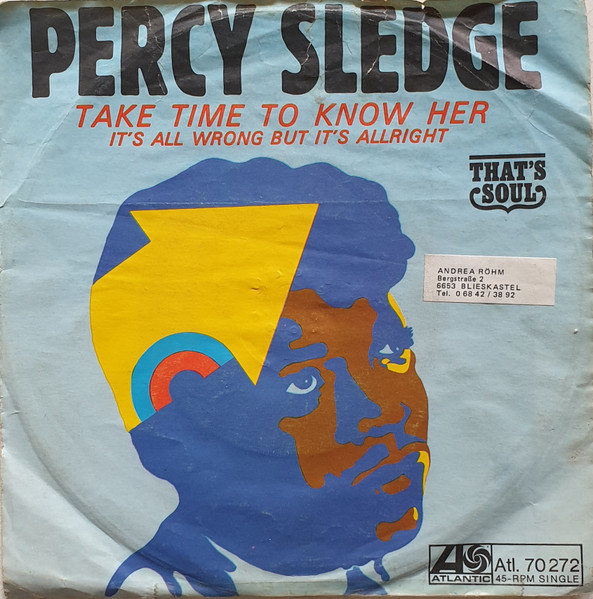 PERCY SLEDGE
TAKE TIME TO KNOW HER
IT'S ALL WRONG BUT IT'S ALLRIGHT
THAT'S
SOUL
ANDREA RÖHM
Bergstraße 2
6653 BLIESKASTEL
Tel. 0 68 42 / 38 92
ATLANTIC
Atl. 70 272
45-RPM SINGLE